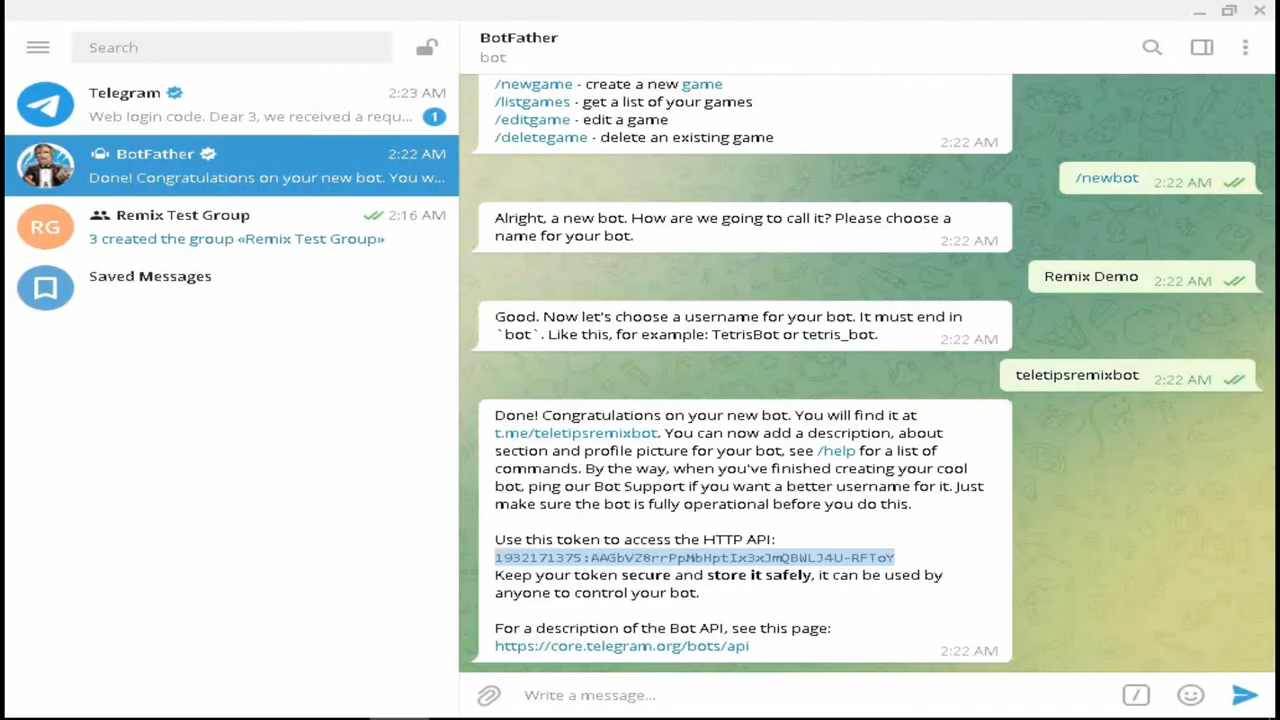 Search
Telegram 2:23 AM
Web login code. Dear 3, we received a requ... 1
BotFather 2:22 AM
Done! Congratulations on your new bot. You w...
RG
Remix Test Group 2:16 AM
3 created the group «Remix Test Group»
Saved Messages
BotFather
bot
/newgame - create a new game
/listgames - get a list of your games
/editgame - edit a game
/deletegame - delete an existing game
2:22 AM
/newbot 2:22 AM
Alright, a new bot. How are we going to call it? Please choose a
name for your bot.
2:22 AM
Remix Demo 2:22 AM
Good. Now let's choose a username for your bot. It must end in
`bot`. Like this, for example: TetrisBot or tetris_bot.
2:22 AM
teletipsremixbot 2:22 AM
Done! Congratulations on your new bot. You will find it at
t.me/teletipsremixbot. You can now add a description, about
section and profile picture for your bot, see /help for a list of
commands. By the way, when you've finished creating your cool
bot, ping our Bot Support if you want a better username for it. Just
make sure the bot is fully operational before you do this.
Use this token to access the HTTP API:
Keep your token secure and store it safely, it can be used by
anyone to control your bot.
For a description of the Bot API, see this page:
https://core.telegram.org/bots/api
2:22 AM
Write a message...